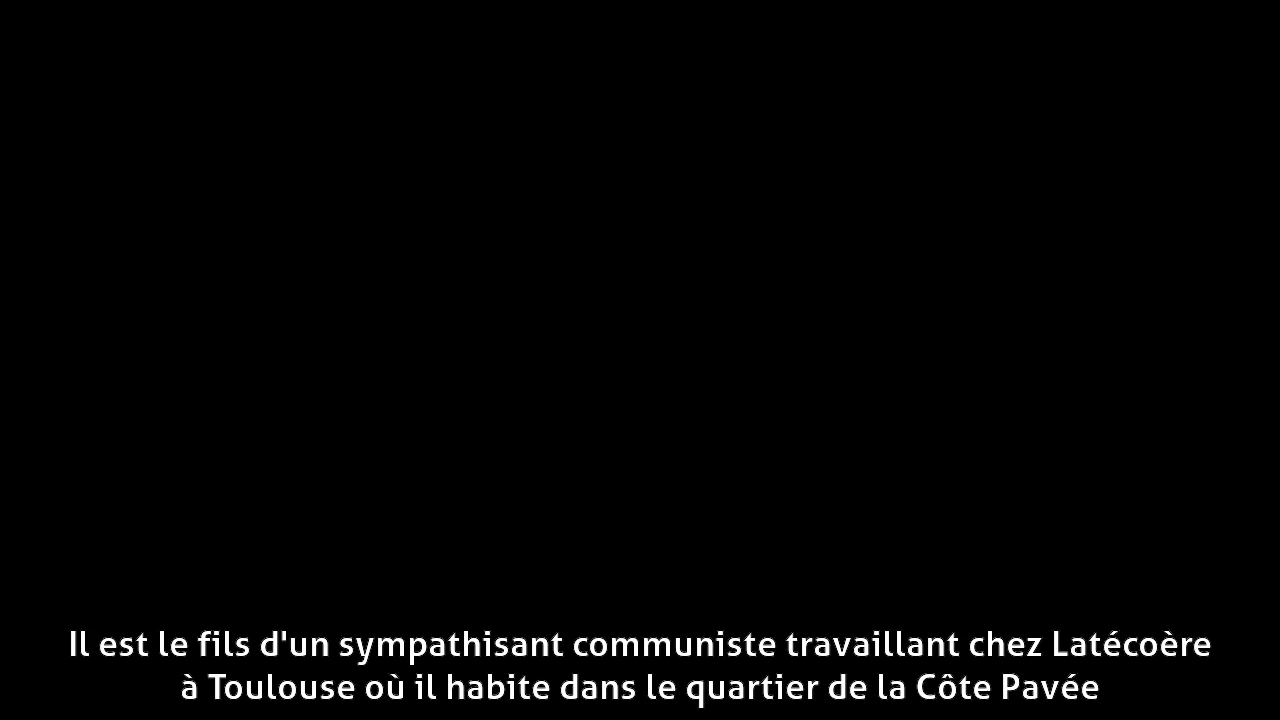 Il est le fils d'un sympathisant communiste travaillant chez Latécoère
à Toulouse où il habite dans le quartier de la Côte Pavée